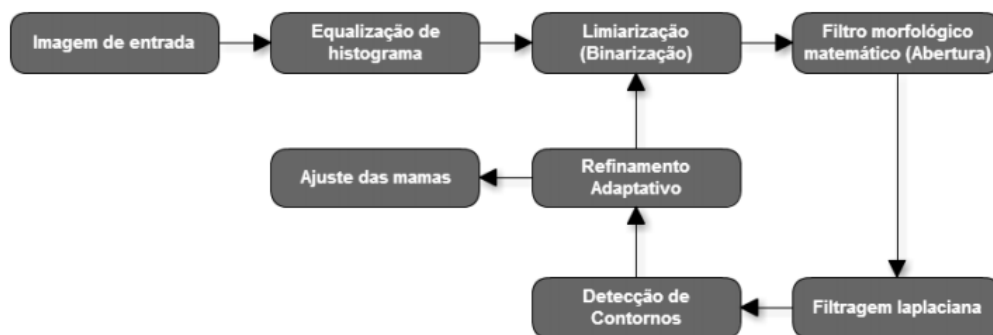 Imagem de entrada
Equalização de
histograma
Limiarização
(Binarização)
Filtro morfológico
matemático (Abertura)
Ajuste das mamas
Refinamento
Adaptativo
Detecção de
Contornos
Filtragem laplaciana